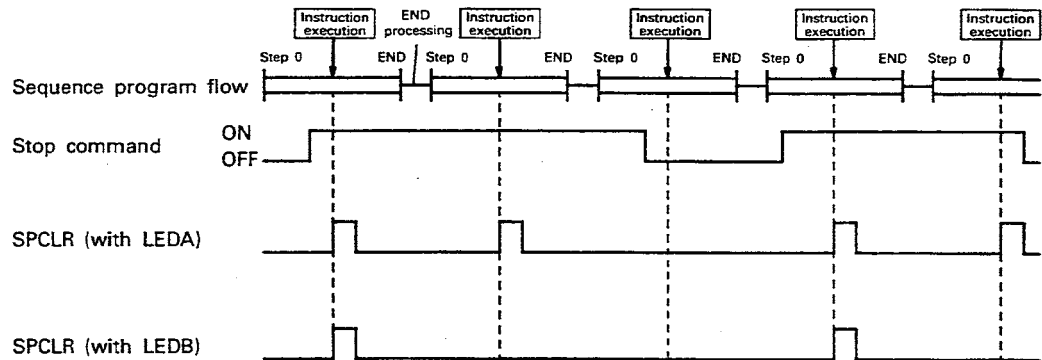 Instruction execution
END processing
Instruction execution
Instruction execution
Instruction execution
Instruction execution
Step 0 END Step 0 END Step 0 END Step 0 END Step 0
Sequence program flow
Stop command
ON
OFF
SPCLR (with LEDA)
SPCLR (with LEDB)